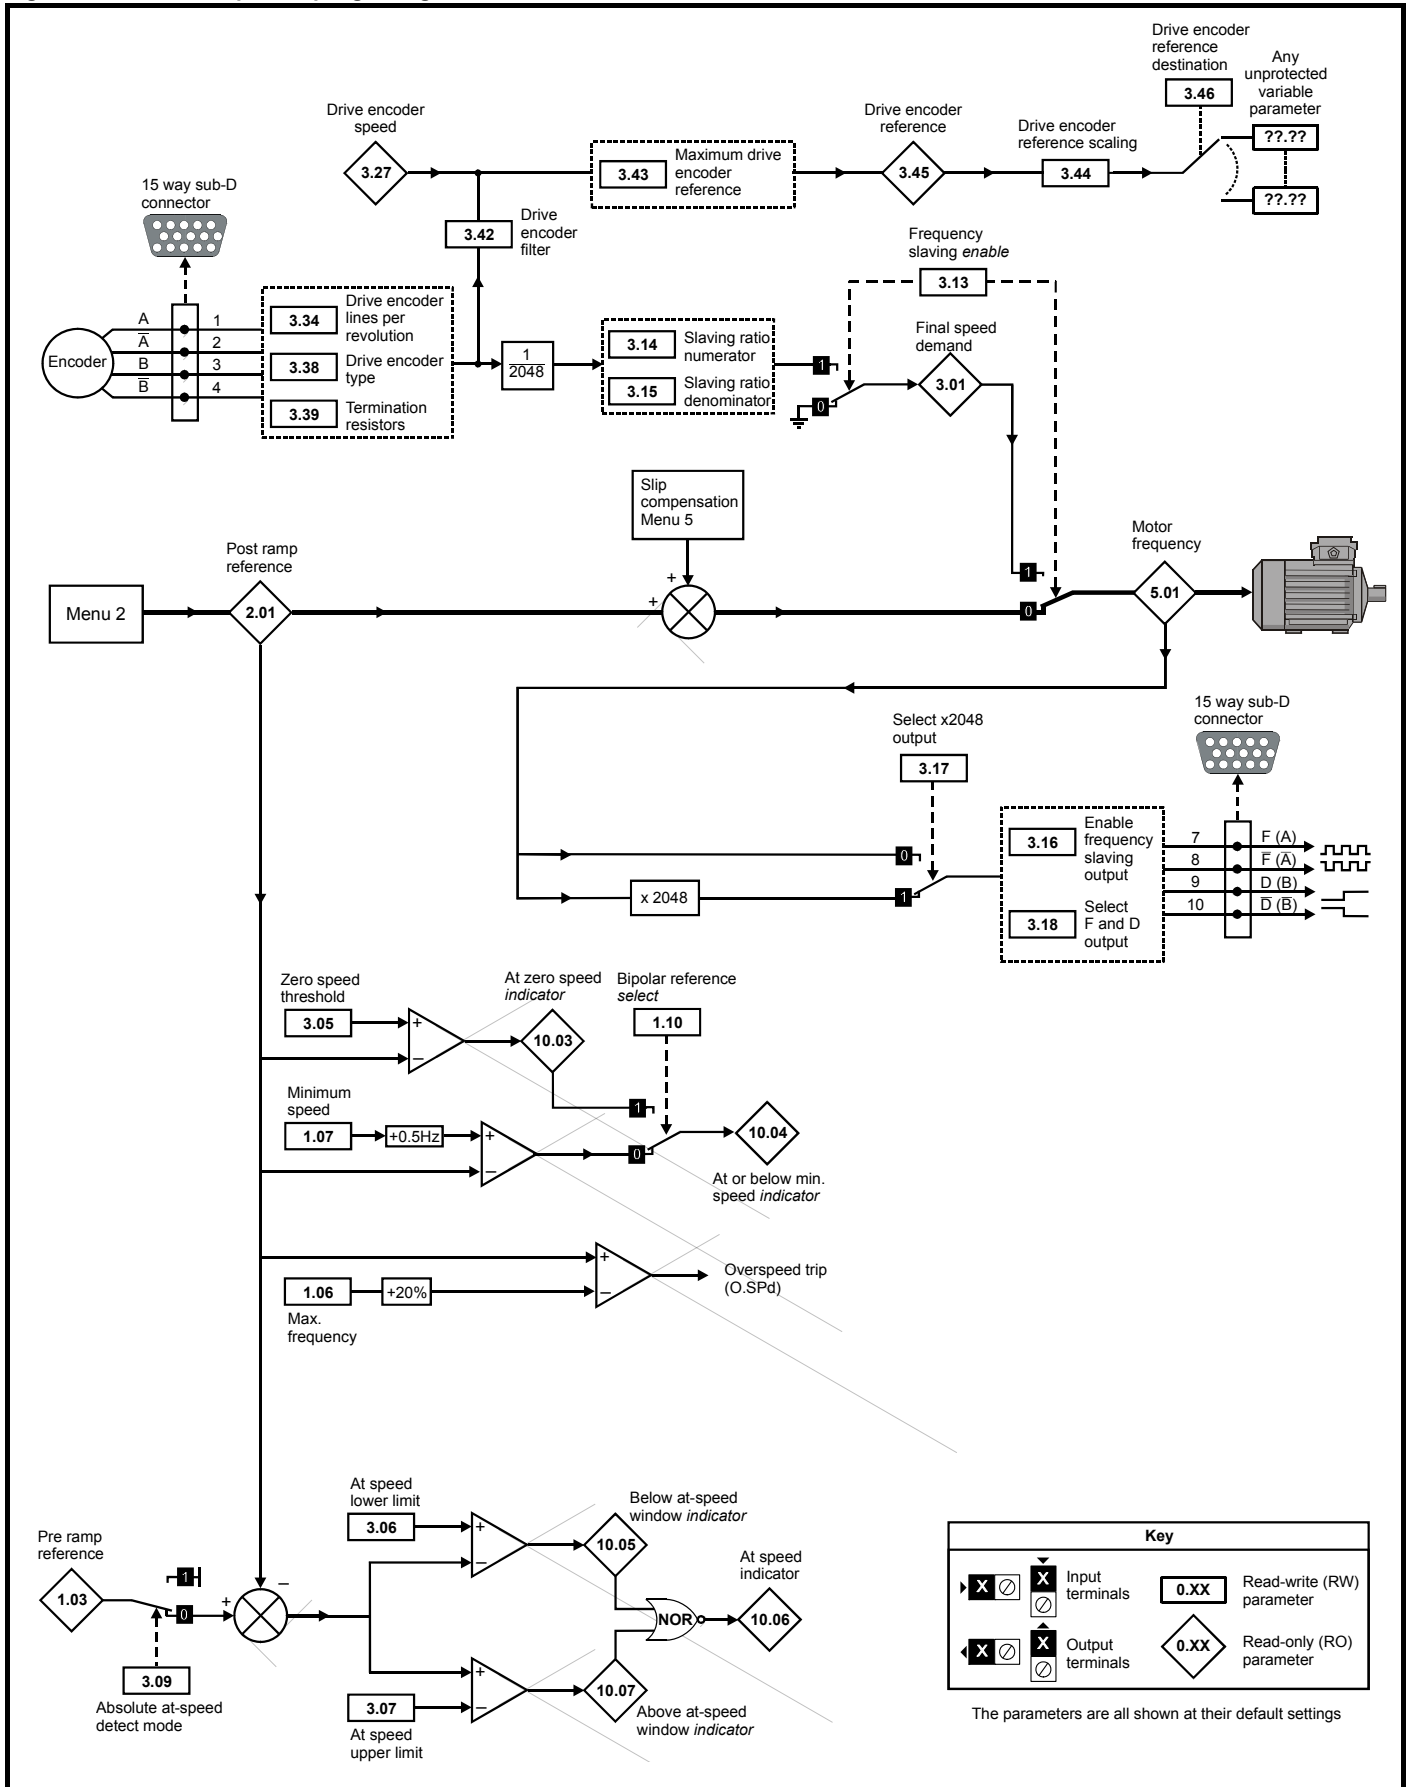 Drive encoder
reference
destination
3.46
Any
unprotected
variable
parameter
??.??
??.??
Drive encoder
speed
3.27
Maximum drive
encoder
reference
3.43
Drive encoder
reference
3.45
Drive encoder
reference scaling
3.44
15 way sub-D
connector
Drive
encoder
filter
3.42
Frequency
slaving enable
3.13
Encoder
A 1
A̅ 2
B 3
B̅ 4
3.34
Drive encoder
lines per
revolution
3.38
Drive encoder
type
3.39
Termination
resistors
1
2048
3.14
Slaving ratio
numerator
3.15
Slaving ratio
denominator
1
0
Final speed
demand
3.01
Slip
compensation
Menu 5
Menu 2
Post ramp
reference
2.01
+
+
1
0
Motor
frequency
5.01
Select x2048
output
3.17
15 way sub-D
connector
0
x 2048
1
3.16
Enable
frequency
slaving
output
3.18
Select
F and D
output
7 F (A)
8 F̅ (A̅)
9 D (B)
10 D̅ (B̅)
Zero speed
threshold
3.05
+
−
At zero speed
indicator
10.03
Bipolar reference
select
1.10
Minimum
speed
1.07
+0.5Hz
+
−
1
0
10.04
At or below min.
speed indicator
1.06
+20%
Max.
frequency
+
−
Overspeed trip
(O.SPd)
Pre ramp
reference
1.03
1
0
3.09
Absolute at-speed
detect mode
+
−
At speed
lower limit
3.06
+
−
Below at-speed
window indicator
10.05
3.07
At speed
upper limit
+
−
10.07
Above at-speed
window indicator
NOR
At speed
indicator
10.06
Key
X
X
Input
terminals
0.XX
Read-write (RW)
parameter
X
X
Output
terminals
0.XX
Read-only (RO)
parameter
The parameters are all shown at their default settings